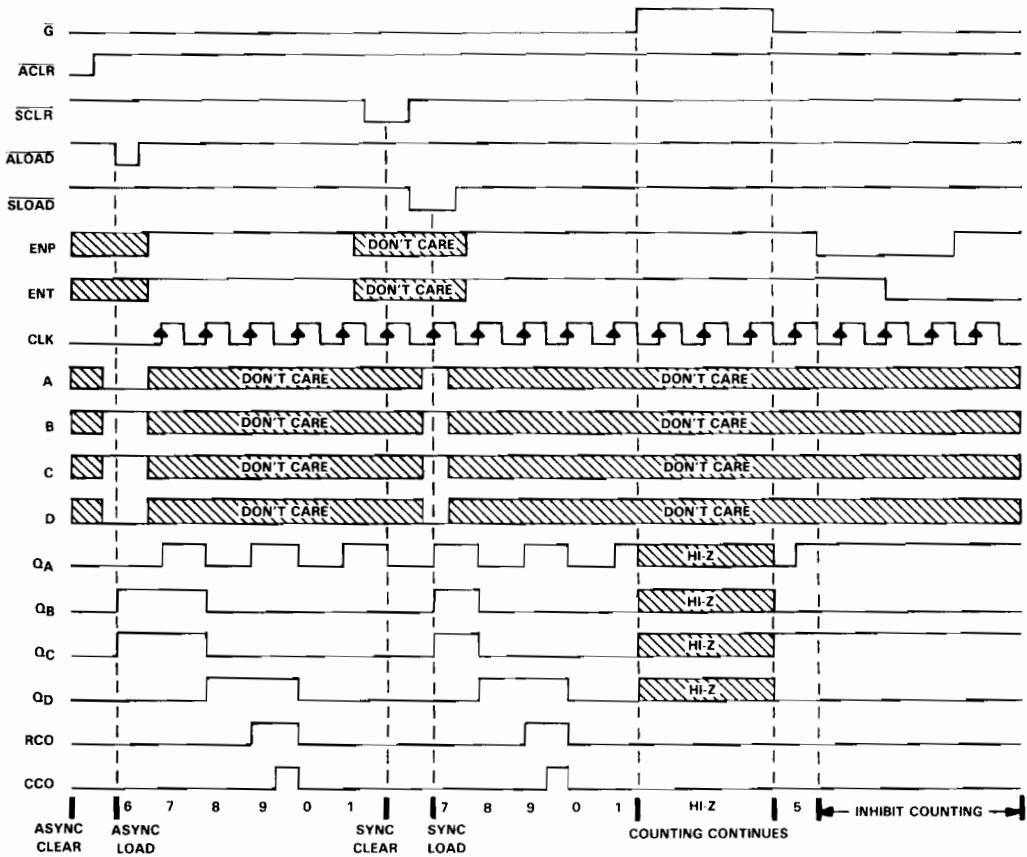 G
ACLR
SCLR
ALOAD
SLOAD
ENP DON'T CARE
ENT DON'T CARE
CLK
A DON'T CARE DON'T CARE
B DON'T CARE DON'T CARE
C DON'T CARE DON'T CARE
D DON'T CARE DON'T CARE
QA HI-Z
QB HI-Z
QC HI-Z
QD HI-Z
RCO
CCO
6 7 8 9 0 1 7 8 9 0 1 HI-Z 5 INHIBIT COUNTING
ASYNC CLEAR
ASYNC LOAD
SYNC CLEAR
SYNC LOAD
COUNTING CONTINUES